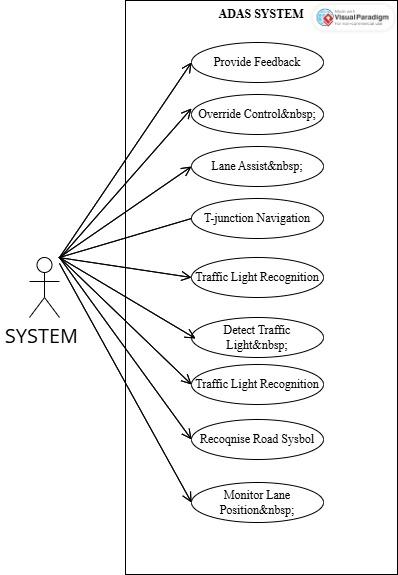 ADAS SYSTEM
Made with
Visual Paradigm
For non-commercial use
Provide Feedback
Override Control&nbsp;
Lane Assist&nbsp;
T-junction Navigation
Traffic Light Recognition
Detect Traffic
Light&nbsp;
Traffic Light Recognition
Recoqnise Road Sysbol
Monitor Lane
Position&nbsp;
SYSTEM